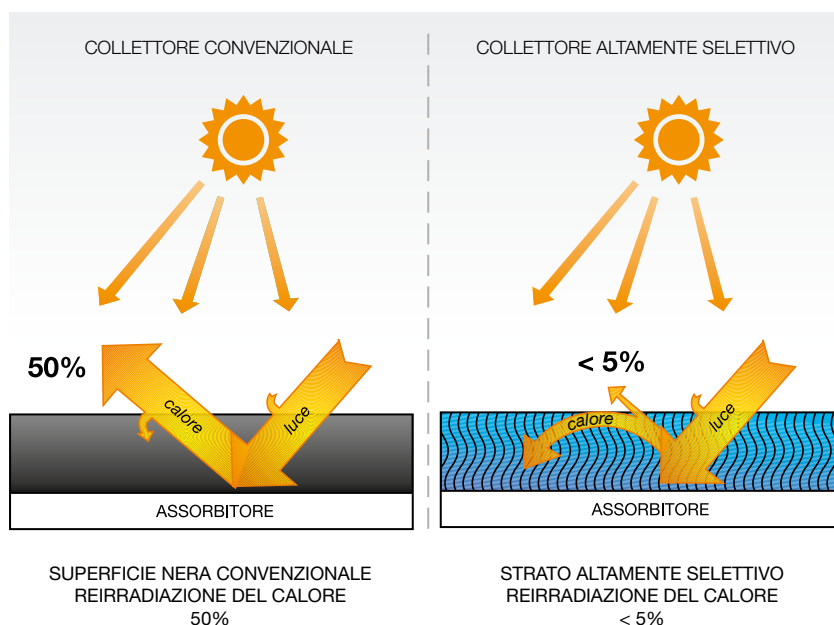 COLLETTORE CONVENZIONALE
50%
calore
luce
ASSORBITORE
SUPERFICIE NERA CONVENZIONALE
REIRRADIAZIONE DEL CALORE
50%
COLLETTORE ALTAMENTE SELETTIVO
< 5%
calore
luce
ASSORBITORE
STRATO ALTAMENTE SELETTIVO
REIRRADIAZIONE DEL CALORE
< 5%